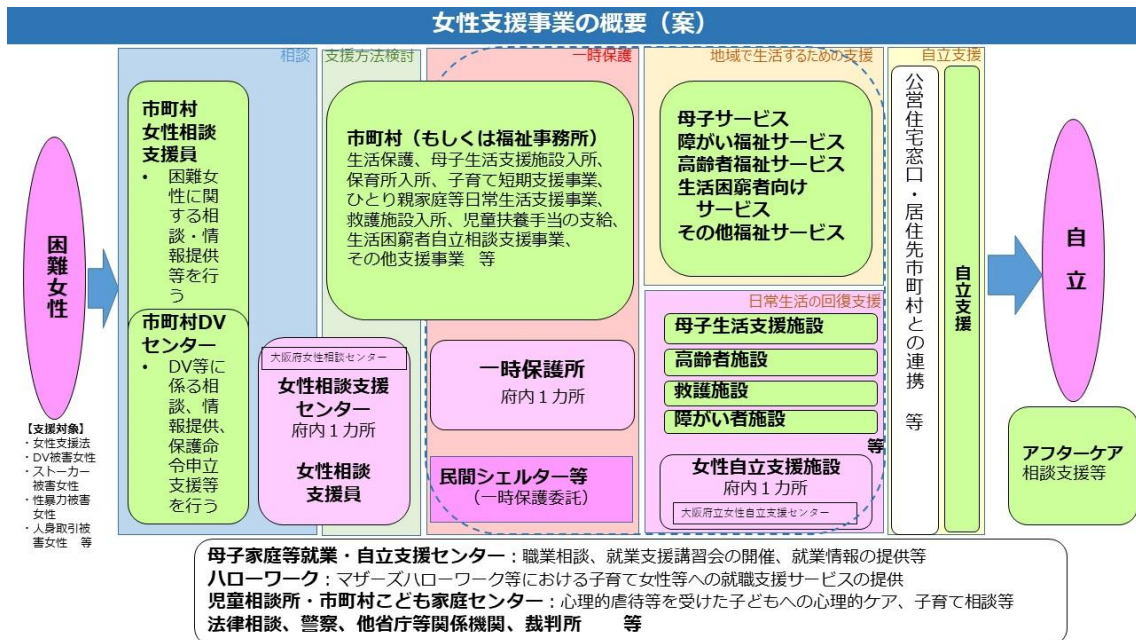 女性支援事業の概要（案）
困難女性
【支援対象】
・女性支援法
・DV被害女性
・ストーカー
被害女性
・性暴力被害
女性
・人身取引被
害女性　等
相談
市町村
女性相談
支援員
• 困難女
性に関
する相
談・情
報提供
等を行
う
市町村DV
センター
• DV等に
係る相
談、情
報提供、
保護命
令申立
支援等
を行う
支援方法検討
大阪府女性相談センター
女性相談支援
センター
府内１カ所
女性相談
支援員
一時保護
市町村（もしくは福祉事務所）
生活保護、母子生活支援施設入所、
保育所入所、子育て短期支援事業、
ひとり親家庭等日常生活支援事業、
救護施設入所、児童扶養手当の支給、
生活困窮者自立相談支援事業、
その他支援事業　等
一時保護所
府内１カ所
民間シェルター等
（一時保護委託）
地域で生活するための支援
母子サービス
障がい福祉サービス
高齢者福祉サービス
生活困窮者向け
サービス
その他福祉サービス
日常生活の回復支援
母子生活支援施設
高齢者施設
救護施設
障がい者施設
等
女性自立支援施設
府内１カ所
大阪府立女性自立支援センター
自立支援
公営住宅窓口・居住先市町村との連携　等
自立支援
自立
アフターケア
相談支援等
母子家庭等就業・自立支援センター：職業相談、就業支援講習会の開催、就業情報の提供等
ハローワーク：マザーズハローワーク等における子育て女性等への就職支援サービスの提供
児童相談所・市町村こども家庭センター：心理的虐待等を受けた子どもへの心理的ケア、子育て相談等
法律相談、警察、他省庁等関係機関、裁判所　　等